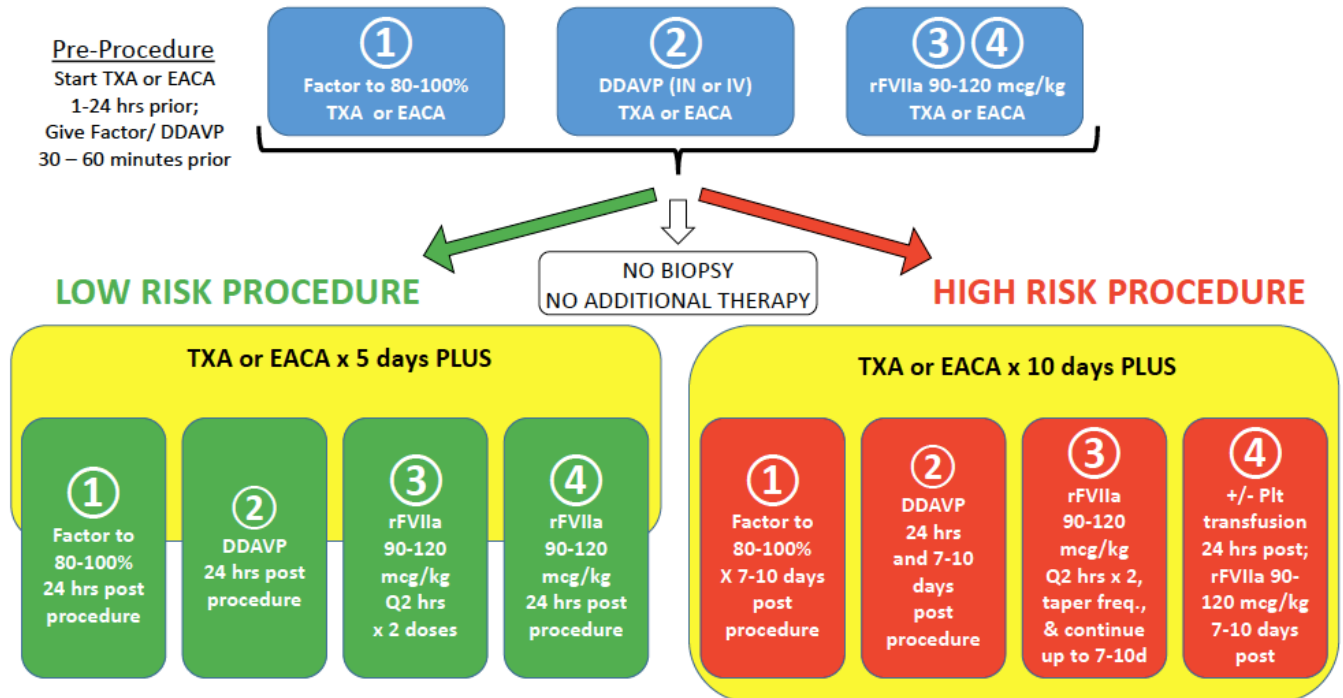 Pre-Procedure
Start TXA or EACA
1-24 hrs prior;
Give Factor/ DDAVP
30 – 60 minutes prior
①
Factor to 80-100%
TXA or EACA
②
DDAVP (IN or IV)
TXA or EACA
③④
rFVIIa 90-120 mcg/kg
TXA or EACA
NO BIOPSY
NO ADDITIONAL THERAPY
LOW RISK PROCEDURE
TXA or EACA x 5 days PLUS
①
Factor to
80-100%
24 hrs post
procedure
②
DDAVP
24 hrs post
procedure
③
rFVIIa
90-120
mcg/kg
Q2 hrs
x 2 doses
④
rFVIIa
90-120
mcg/kg
24 hrs post
procedure
HIGH RISK PROCEDURE
TXA or EACA x 10 days PLUS
①
Factor to
80-100%
X 7-10 days
post
procedure
②
DDAVP
24 hrs
and 7-10
days
post
procedure
③
rFVIIa
90-120
mcg/kg
Q2 hrs x 2,
taper freq.,
& continue
up to 7-10d
④
+/- Plt
transfusion
24 hrs post;
rFVIIa 90-
120 mcg/kg
7-10 days
post